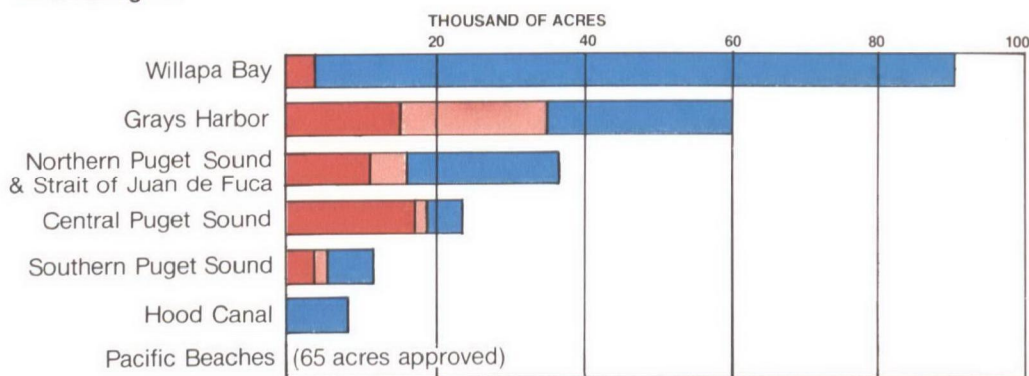 THOUSAND OF ACRES
20 40 60 80 100
Willapa Bay
Grays Harbor
Northern Puget Sound
& Strait of Juan de Fuca
Central Puget Sound
Southern Puget Sound
Hood Canal
Pacific Beaches (65 acres approved)